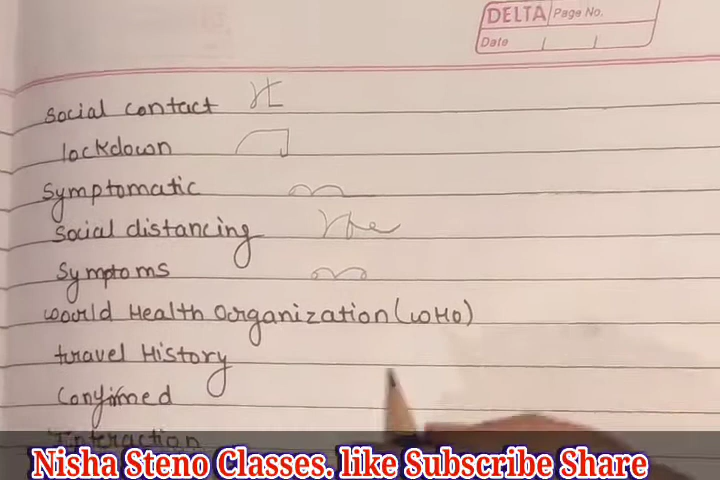 DELTA Page No.
Date
Social contact
lockdown
Symptomatic
Social distancing
Symptoms
World Health Organization (WHO)
travel History
Confirmed
Interaction
Nisha Steno Classes. like Subscribe Share